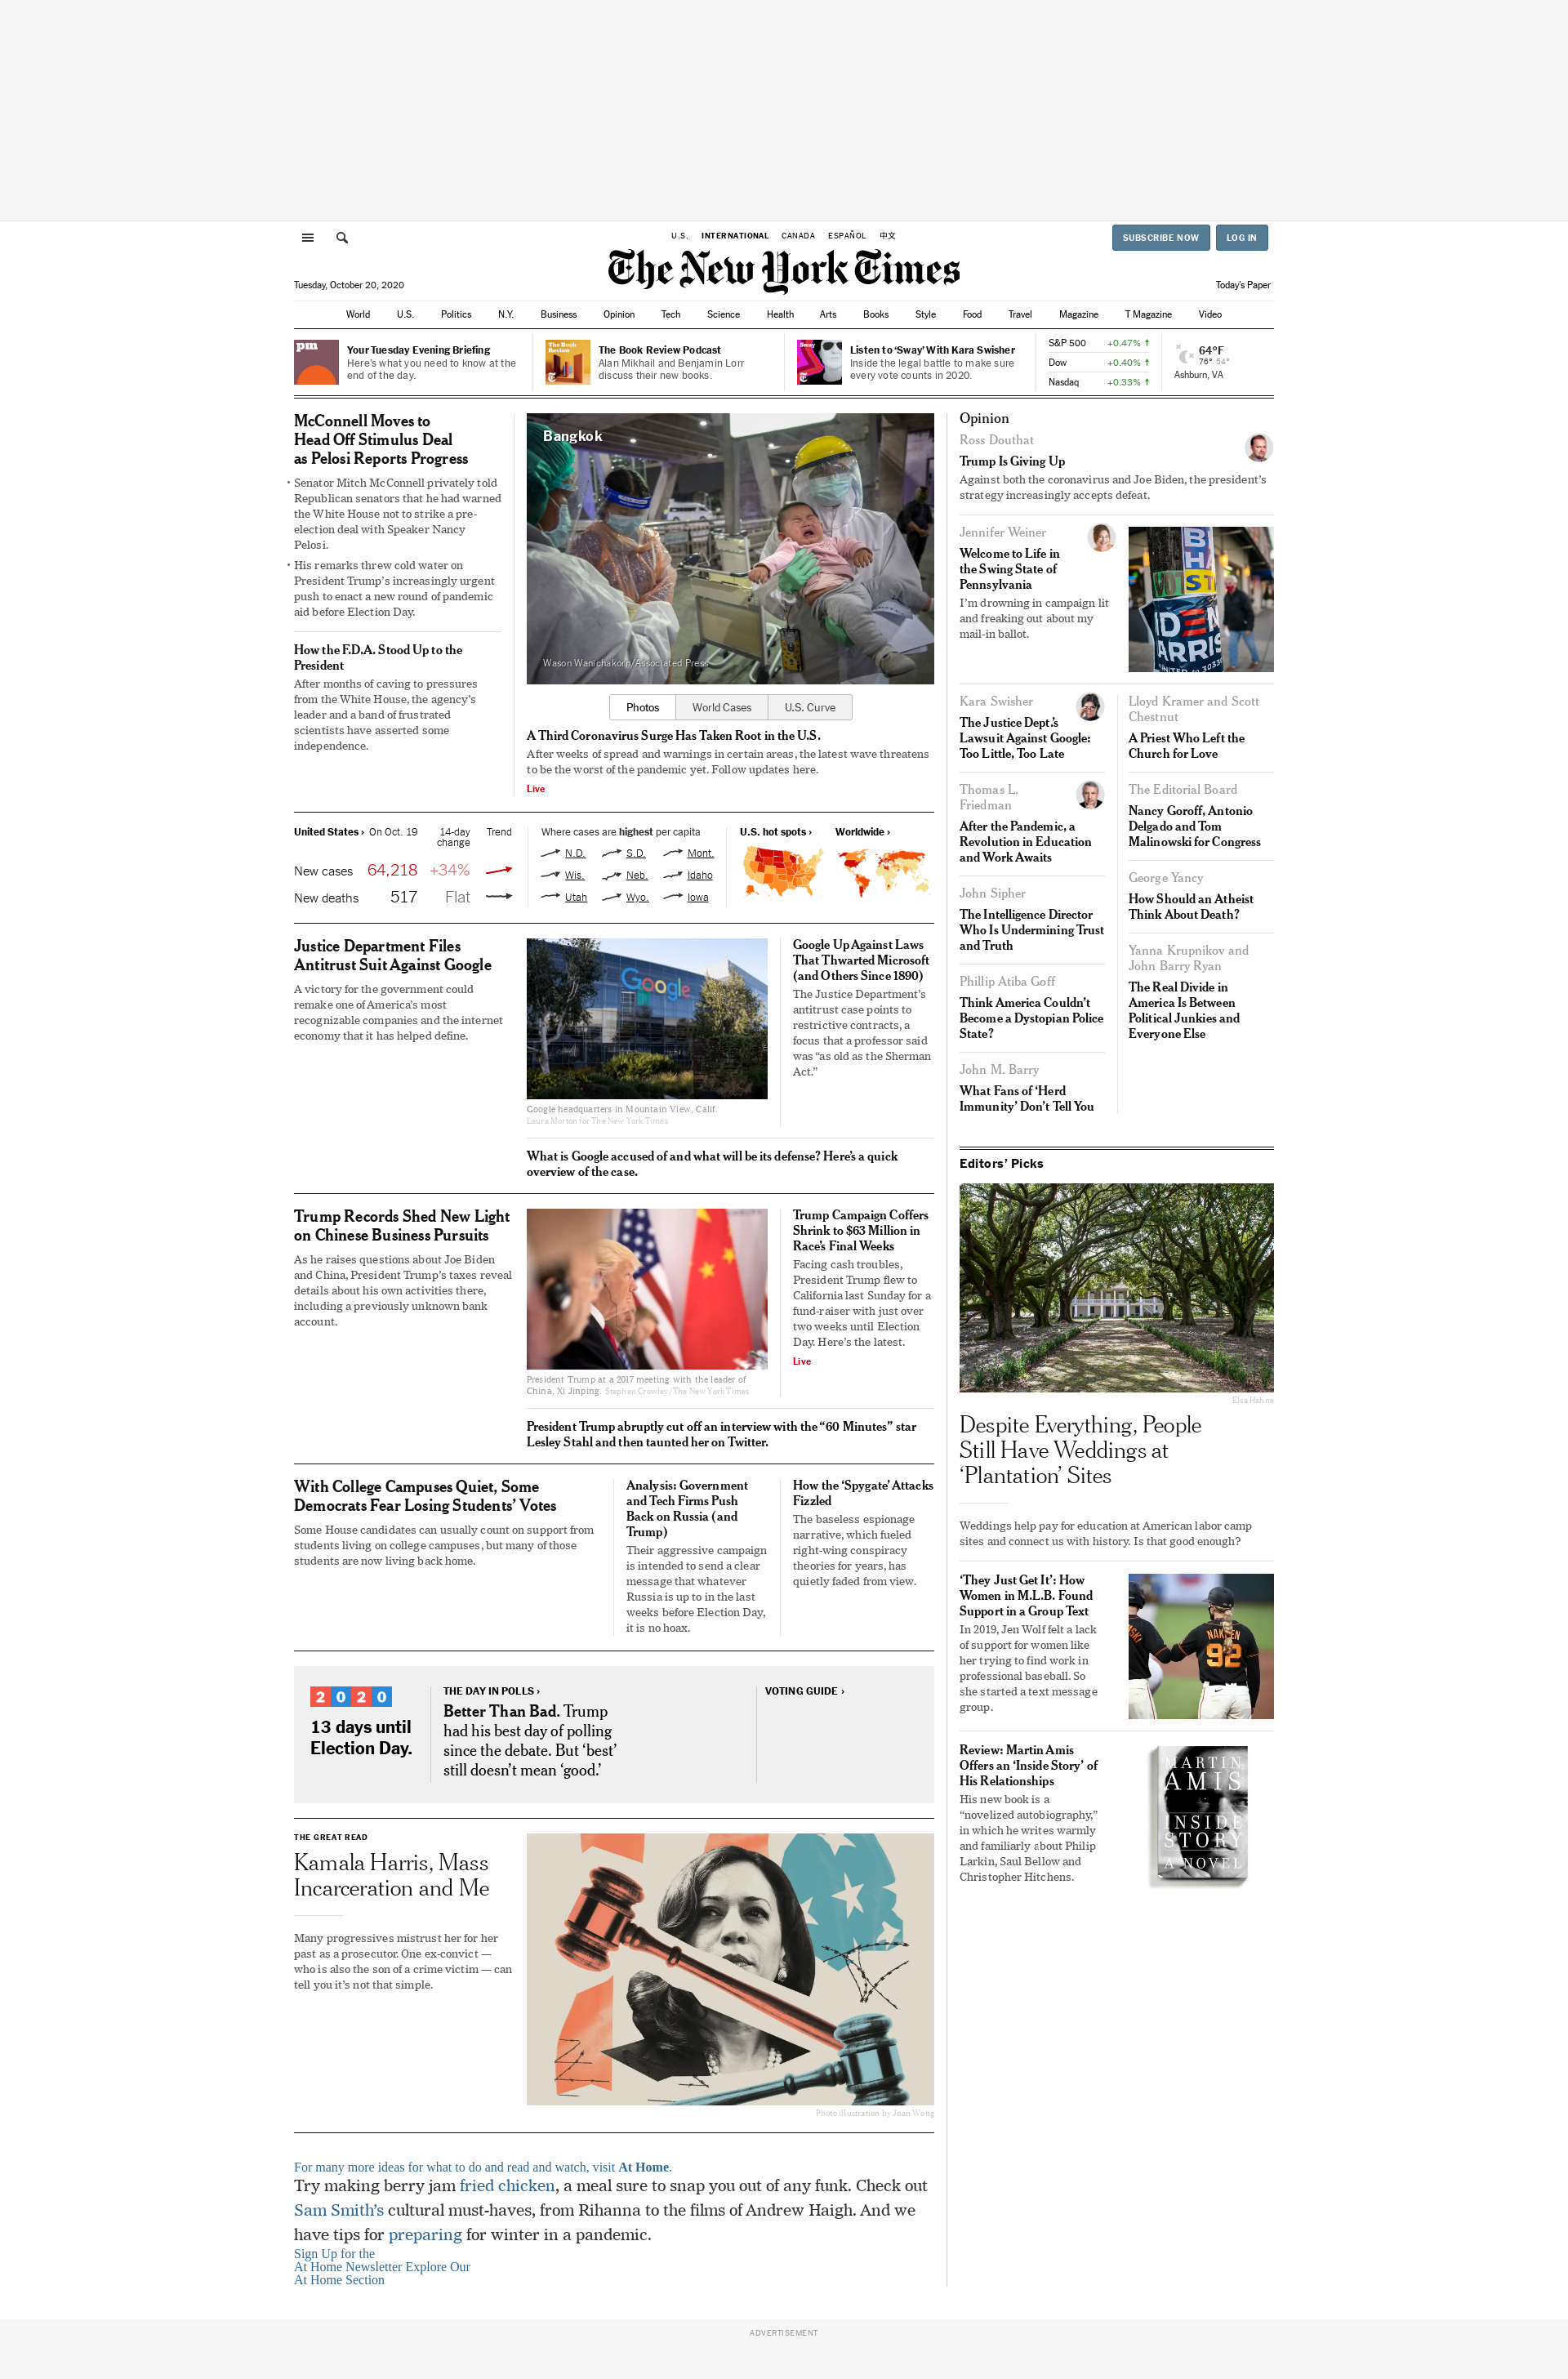 U.S. INTERNATIONAL CANADA ESPAÑOL 中文
SUBSCRIBE NOW LOG IN
The New York Times
Tuesday, October 20, 2020
Today's Paper
World U.S. Politics N.Y. Business Opinion Tech Science Health Arts Books Style Food Travel Magazine T Magazine Video
pm
Your Tuesday Evening Briefing
Here's what you need to know at the
end of the day.
The Book
Review
The Book Review Podcast
Alan Mikhail and Benjamin Lorr
discuss their new books.
Sway
Listen to 'Sway' With Kara Swisher
Inside the legal battle to make sure
every vote counts in 2020.
S&P 500 +0.47% ↑
Dow +0.40% ↑
Nasdaq +0.33% ↑
64°F
76° 54°
Ashburn, VA
McConnell Moves to
Head Off Stimulus Deal
as Pelosi Reports Progress
• Senator Mitch McConnell privately told
Republican senators that he had warned
the White House not to strike a pre-
election deal with Speaker Nancy
Pelosi.
• His remarks threw cold water on
President Trump's increasingly urgent
push to enact a new round of pandemic
aid before Election Day.
How the F.D.A. Stood Up to the
President
After months of caving to pressures
from the White House, the agency's
leader and a band of frustrated
scientists have asserted some
independence.
Bangkok
Wason Wanichakorn/Associated Press
Photos World Cases U.S. Curve
A Third Coronavirus Surge Has Taken Root in the U.S.
After weeks of spread and warnings in certain areas, the latest wave threatens
to be the worst of the pandemic yet. Follow updates here.
Live
United States › On Oct. 19 14-day
change Trend
New cases 64,218 +34%
New deaths 517 Flat
Where cases are highest per capita
N.D. S.D. Mont.
Wis. Neb. Idaho
Utah Wyo. Iowa
U.S. hot spots › Worldwide ›
Justice Department Files
Antitrust Suit Against Google
A victory for the government could
remake one of America's most
recognizable companies and the internet
economy that it has helped define.
Google
Google headquarters in Mountain View, Calif.
Laura Morton for The New York Times
Google Up Against Laws
That Thwarted Microsoft
(and Others Since 1890)
The Justice Department's
antitrust case points to
restrictive contracts, a
focus that a professor said
was “as old as the Sherman
Act.”
What is Google accused of and what will be its defense? Here's a quick
overview of the case.
Trump Records Shed New Light
on Chinese Business Pursuits
As he raises questions about Joe Biden
and China, President Trump's taxes reveal
details about his own activities there,
including a previously unknown bank
account.
President Trump at a 2017 meeting with the leader of
China, Xi Jinping. Stephen Crowley/The New York Times
Trump Campaign Coffers
Shrink to $63 Million in
Race's Final Weeks
Facing cash troubles,
President Trump flew to
California last Sunday for a
fund-raiser with just over
two weeks until Election
Day. Here's the latest.
Live
President Trump abruptly cut off an interview with the “60 Minutes” star
Lesley Stahl and then taunted her on Twitter.
With College Campuses Quiet, Some
Democrats Fear Losing Students' Votes
Some House candidates can usually count on support from
students living on college campuses, but many of those
students are now living back home.
Analysis: Government
and Tech Firms Push
Back on Russia (and
Trump)
Their aggressive campaign
is intended to send a clear
message that whatever
Russia is up to in the last
weeks before Election Day,
it is no hoax.
How the 'Spygate' Attacks
Fizzled
The baseless espionage
narrative, which fueled
right-wing conspiracy
theories for years, has
quietly faded from view.
2020
13 days until
Election Day.
THE DAY IN POLLS ›
Better Than Bad. Trump
had his best day of polling
since the debate. But 'best'
still doesn't mean 'good.'
VOTING GUIDE ›
THE GREAT READ
Kamala Harris, Mass
Incarceration and Me
Many progressives mistrust her for her
past as a prosecutor. One ex-convict —
who is also the son of a crime victim — can
tell you it's not that simple.
Photo illustration by Joan Wong
For many more ideas for what to do and read and watch, visit At Home.
Try making berry jam fried chicken, a meal sure to snap you out of any funk. Check out
Sam Smith's cultural must-haves, from Rihanna to the films of Andrew Haigh. And we
have tips for preparing for winter in a pandemic.
Sign Up for the
At Home Newsletter Explore Our
At Home Section
Opinion
Ross Douthat
Trump Is Giving Up
Against both the coronavirus and Joe Biden, the president's
strategy increasingly accepts defeat.
Jennifer Weiner
Welcome to Life in
the Swing State of
Pennsylvania
I'm drowning in campaign lit
and freaking out about my
mail-in ballot.
Kara Swisher
The Justice Dept.'s
Lawsuit Against Google:
Too Little, Too Late
Thomas L.
Friedman
After the Pandemic, a
Revolution in Education
and Work Awaits
John Sipher
The Intelligence Director
Who Is Undermining Trust
and Truth
Phillip Atiba Goff
Think America Couldn't
Become a Dystopian Police
State?
John M. Barry
What Fans of 'Herd
Immunity' Don't Tell You
Lloyd Kramer and Scott
Chestnut
A Priest Who Left the
Church for Love
The Editorial Board
Nancy Goroff, Antonio
Delgado and Tom
Malinowski for Congress
George Yancy
How Should an Atheist
Think About Death?
Yanna Krupnikov and
John Barry Ryan
The Real Divide in
America Is Between
Political Junkies and
Everyone Else
Editors' Picks
Elsa Hahne
Despite Everything, People
Still Have Weddings at
'Plantation' Sites
Weddings help pay for education at American labor camp
sites and connect us with history. Is that good enough?
'They Just Get It': How
Women in M.L.B. Found
Support in a Group Text
In 2019, Jen Wolf felt a lack
of support for women like
her trying to find work in
professional baseball. So
she started a text message
group.
NAKKEN
92
Review: Martin Amis
Offers an 'Inside Story' of
His Relationships
His new book is a
“novelized autobiography,”
in which he writes warmly
and familiarly about Philip
Larkin, Saul Bellow and
Christopher Hitchens.
MARTIN
AMIS
INSIDE
STORY
A NOVEL
ADVERTISEMENT